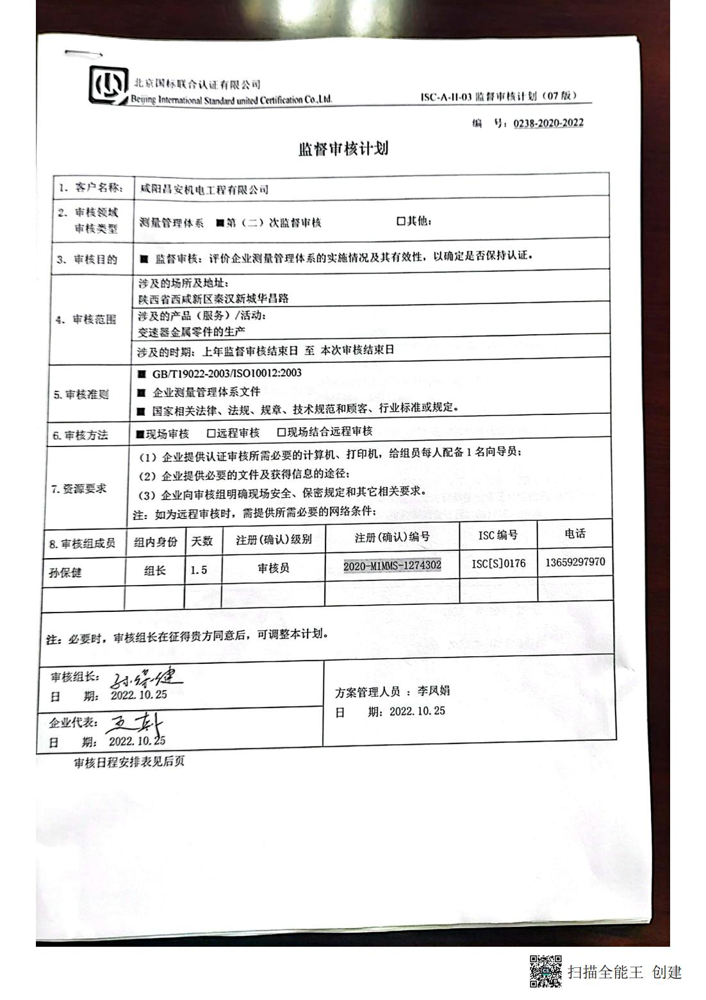 北京国标联合认证有限公司
Beijing International Standard united Certification Co.,Ltd.
ISC-A-II-03 监督审核计划（07 版）
编 号：0238-2020-2022
监督审核计划
1. 客户名称： 咸阳昌安机电工程有限公司
2. 审核领域
审核类型
测量管理体系 ■第（二）次监督审核 □其他：
3. 审核目的 ■ 监督审核：评价企业测量管理体系的实施情况及其有效性，以确定是否保持认证。
4. 审核范围
涉及的场所及地址：
陕西省西咸新区秦汉新城华昌路
涉及的产品（服务）/活动：
变速器金属零件的生产
涉及的时期：上年监督审核结束日 至 本次审核结束日
5.审核准则
■ GB/T19022-2003/ISO10012:2003
■ 企业测量管理体系文件
■ 国家相关法律、法规、规章、技术规范和顾客、行业标准或规定。
6.审核方法 ■现场审核 □远程审核 □现场结合远程审核
7.资源要求
（1）企业提供认证审核所需必要的计算机、打印机，给组员每人配备 1 名向导员；
（2）企业提供必要的文件及获得信息的途径；
（3）企业向审核组明确现场安全、保密规定和其它相关要求。
注：如为远程审核时，需提供所需必要的网络条件；
8.审核组成员 组内身份 天数 注册(确认)级别 注册(确认)编号 ISC 编号 电话
孙保健 组长 1.5 审核员 2020-M1MMS-1274302 ISC[S]0176 13659297970
注：必要时，审核组长在征得贵方同意后，可调整本计划。
审核组长：孙保健
日 期：2022.10.25
方案管理人员 ：李凤娟
日 期：2022.10.25
企业代表：
日 期：2022.10.25
审核日程安排表见后页
扫描全能王 创建